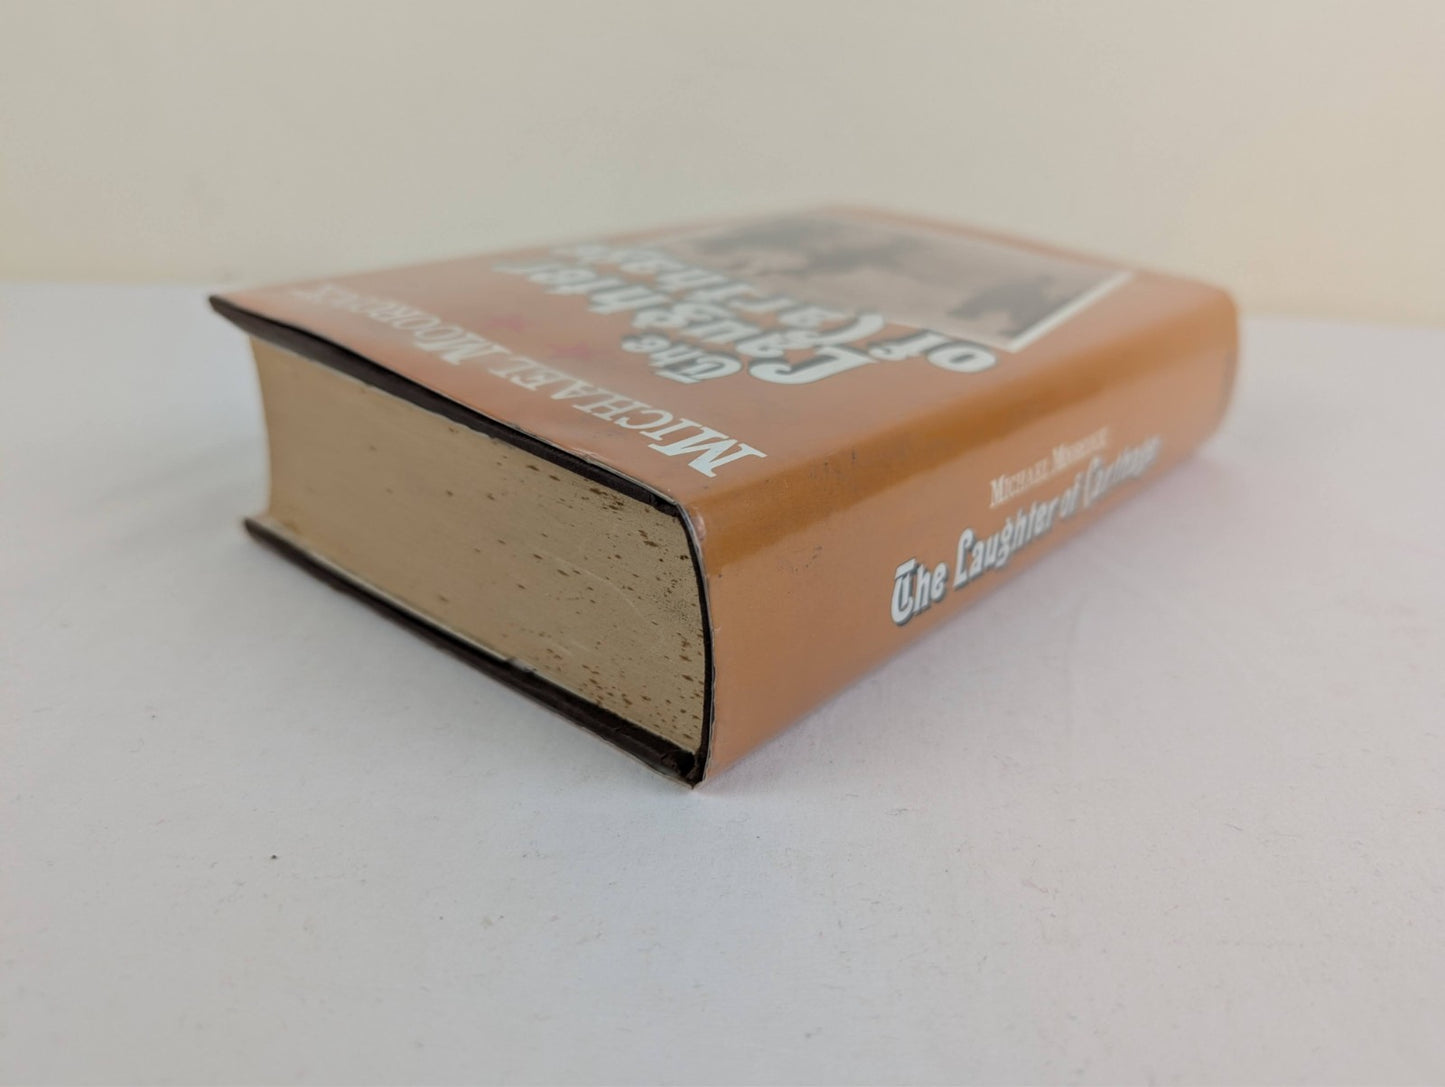 MICHAEL MOORCOCK
The
Laughter
of Carthage
MICHAEL MOORCOCK
The Laughter of Carthage